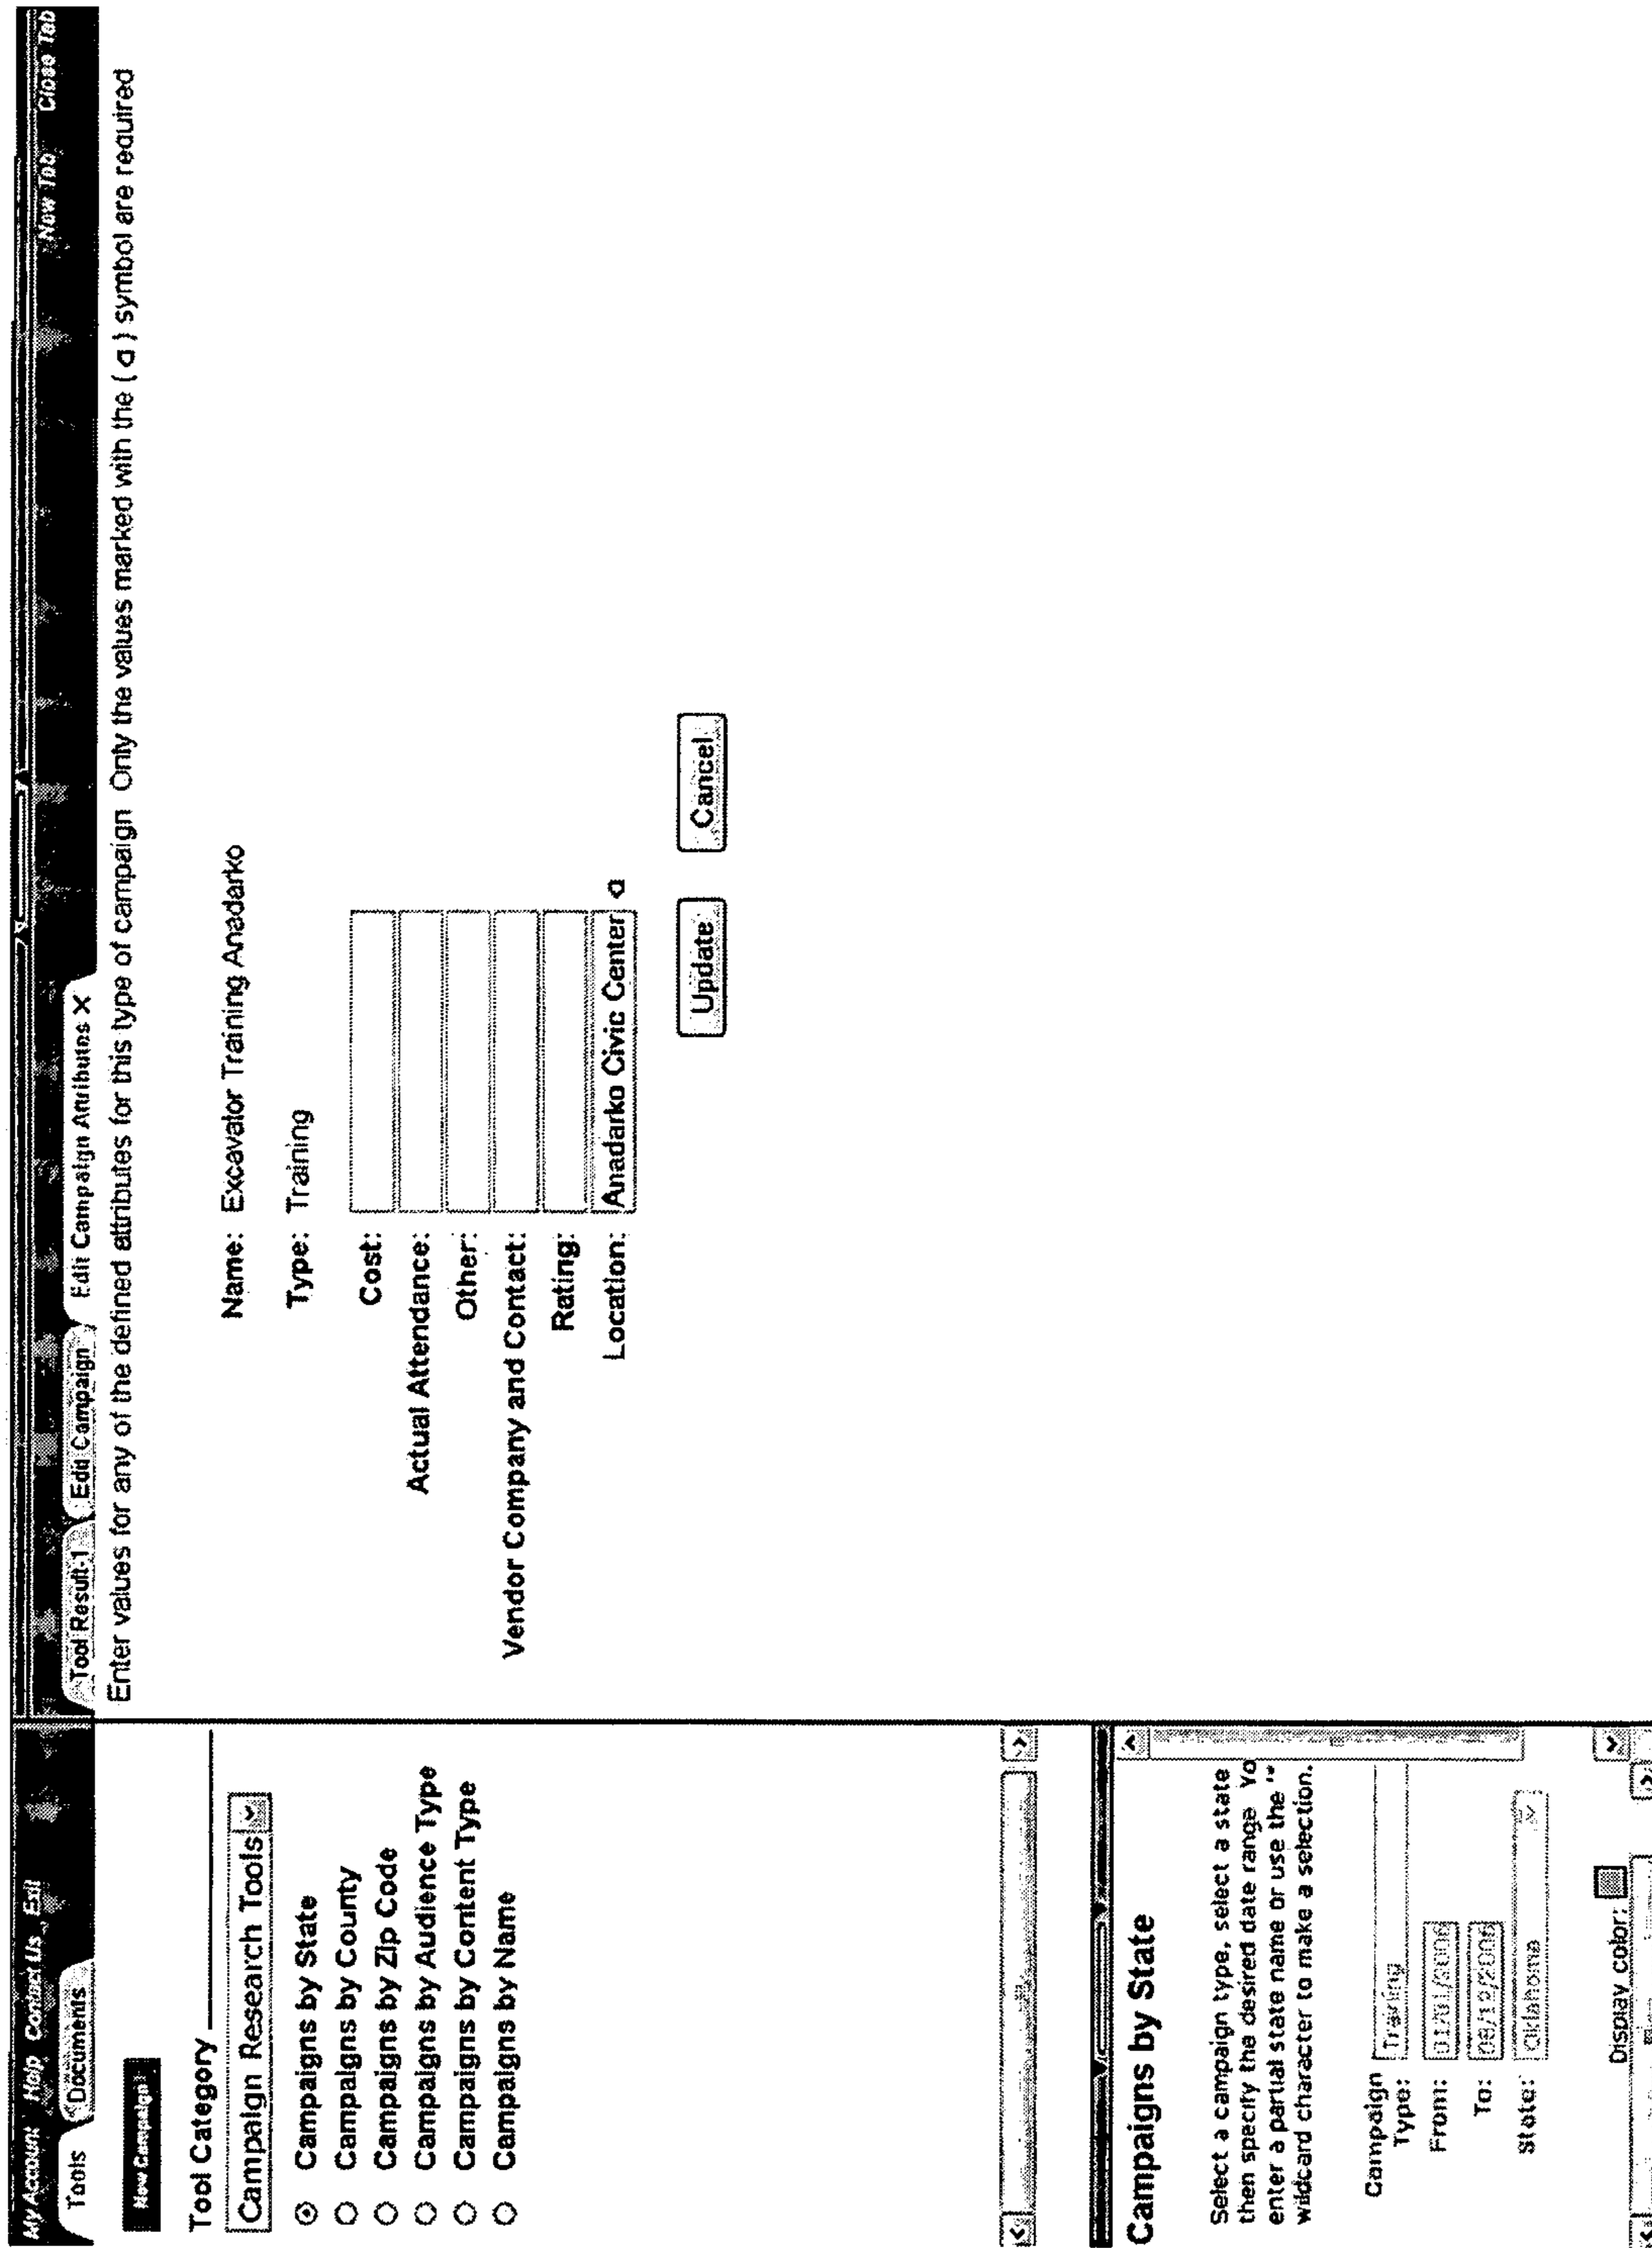 My Account Help Contact Us Exit
Tools Documents
New Campaign
Tool Category
Campaign Research Tools
Campaigns by State
Campaigns by County
Campaigns by Zip Code
Campaigns by Audience Type
Campaigns by Content Type
Campaigns by Name
Campaigns by State
Select a campaign type, select a state
then specify the desired date range Yo
enter a partial state name or use the '*
wildcard character to make a selection.
Campaign
Type: Training
From: 01/01/2006
To:
State: Oklahoma
Display color:
New Tab Close Tab
Tool Result-1 Edit Campaign Edit Campaign Attributes X
Enter values for any of the defined attributes for this type of campaign Only the values marked with the ( ) symbol are required
Name: Excavator Training Anadarko
Type: Training
Cost:
Actual Attendance:
Other:
Vendor Company and Contact:
Rating:
Location: Anadarko Civic Center
Update Cancel